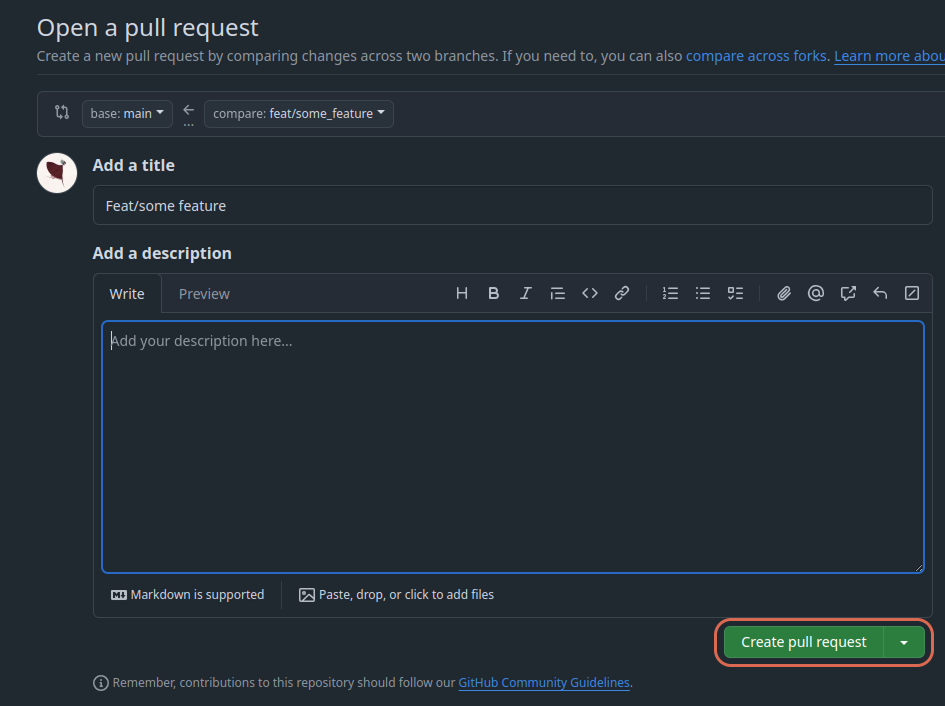 Open a pull request
Create a new pull request by comparing changes across two branches. If you need to, you can also compare across forks. Learn more abou
base: main
compare: feat/some_feature
Add a title
Feat/some feature
Add a description
Write Preview
Add your description here...
Markdown is supported
Paste, drop, or click to add files
Create pull request
Remember, contributions to this repository should follow our GitHub Community Guidelines.